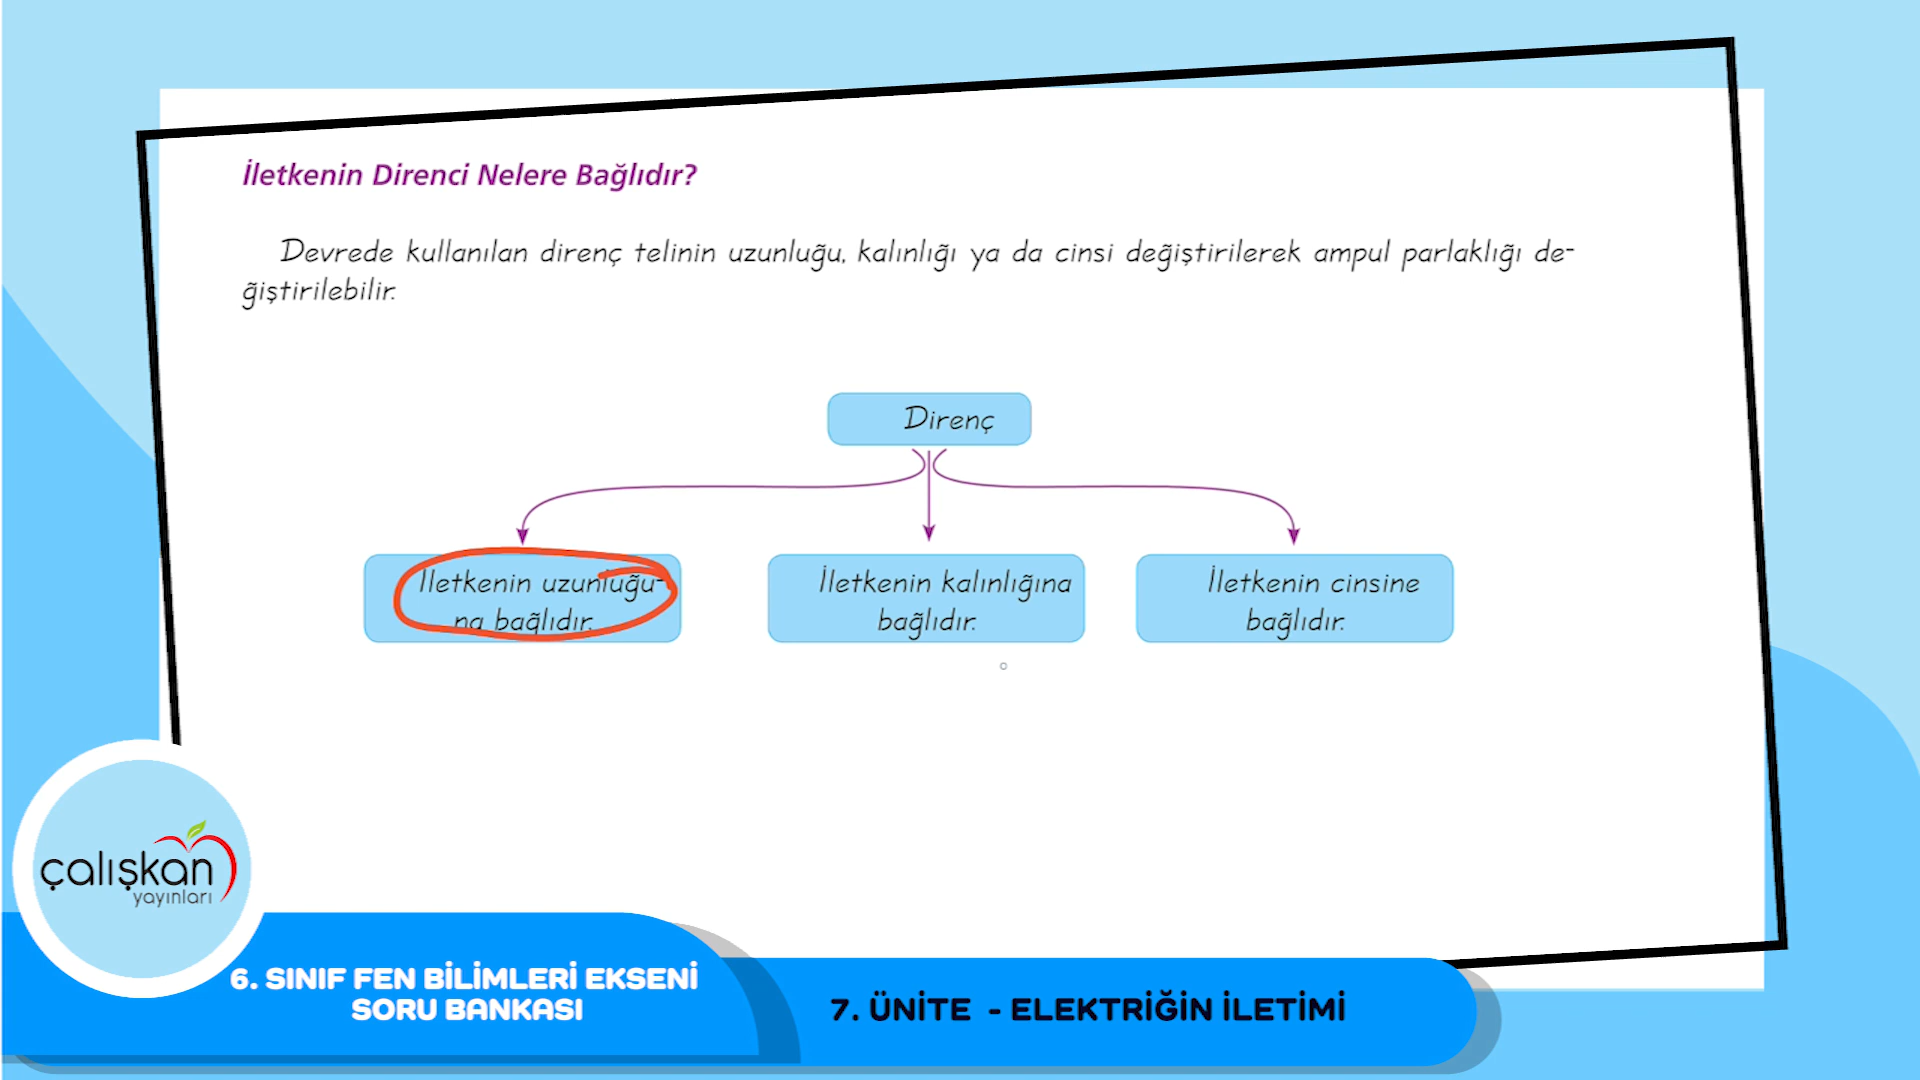 İletkenin Direnci Nelere Bağlıdır?
Devrede kullanılan direnç telinin uzunluğu, kalınlığı ya da cinsi değiştirilerek ampul parlaklığı de-
ğiştirilebilir.
Direnç
İletkenin uzunluğu-
na bağlıdır.
İletkenin kalınlığına
bağlıdır.
İletkenin cinsine
bağlıdır.
çalışkan
yayınları
6. SINIF FEN BİLİMLERİ EKSENİ
SORU BANKASI
7. ÜNİTE - ELEKTRİĞİN İLETİMİ